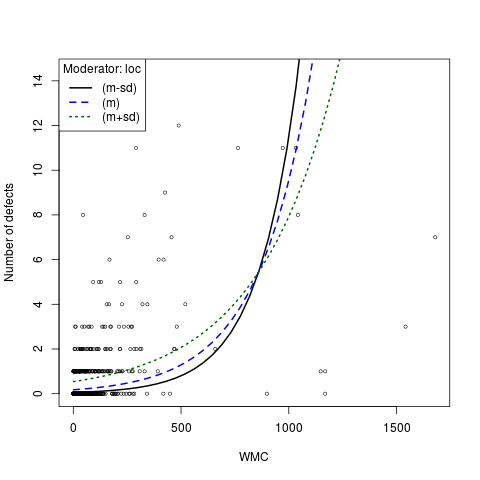 Moderator: loc
(m-sd)
(m)
(m+sd)
Number of defects
14
12
10
8
6
4
2
0
0 500 1000 1500
WMC